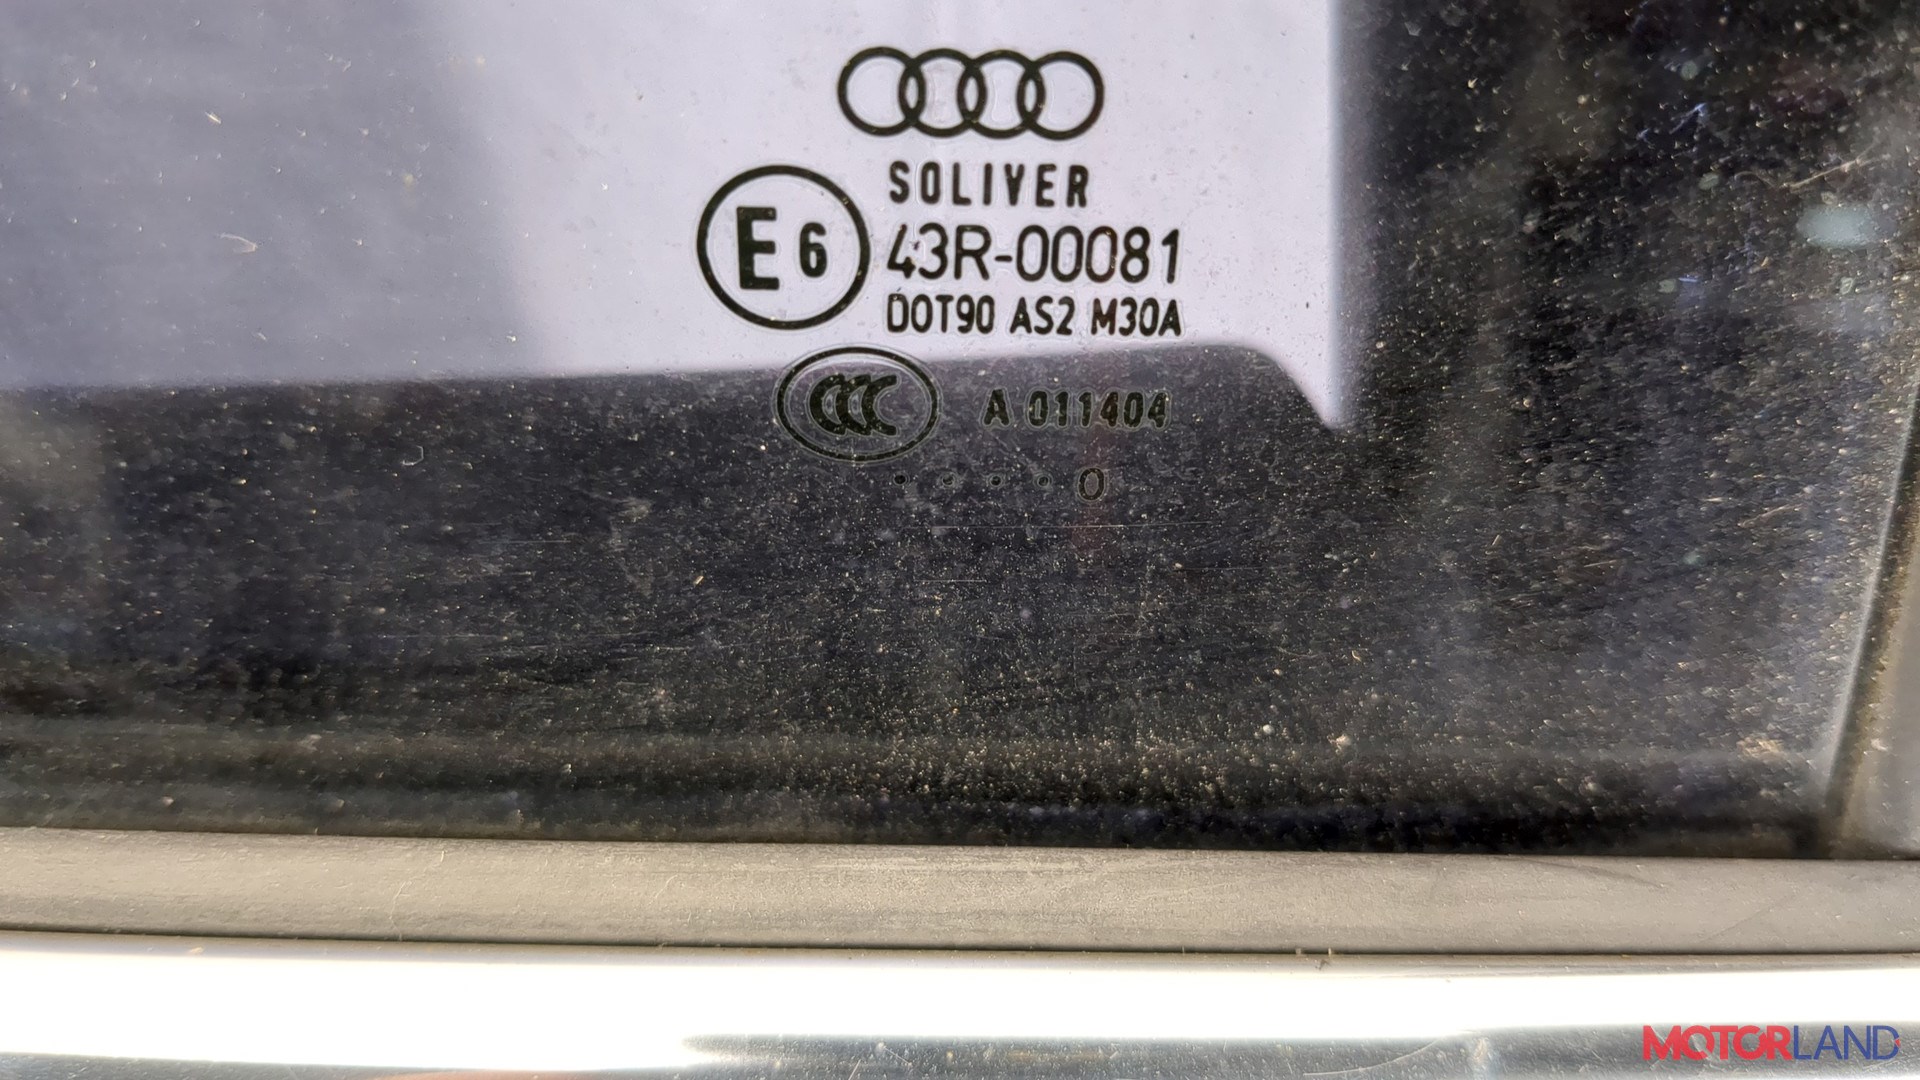 SOLIVER
E6 43R-00081
DOT90 AS2 M30A
CCC A 011404
. . . . 0
MOTORLAND